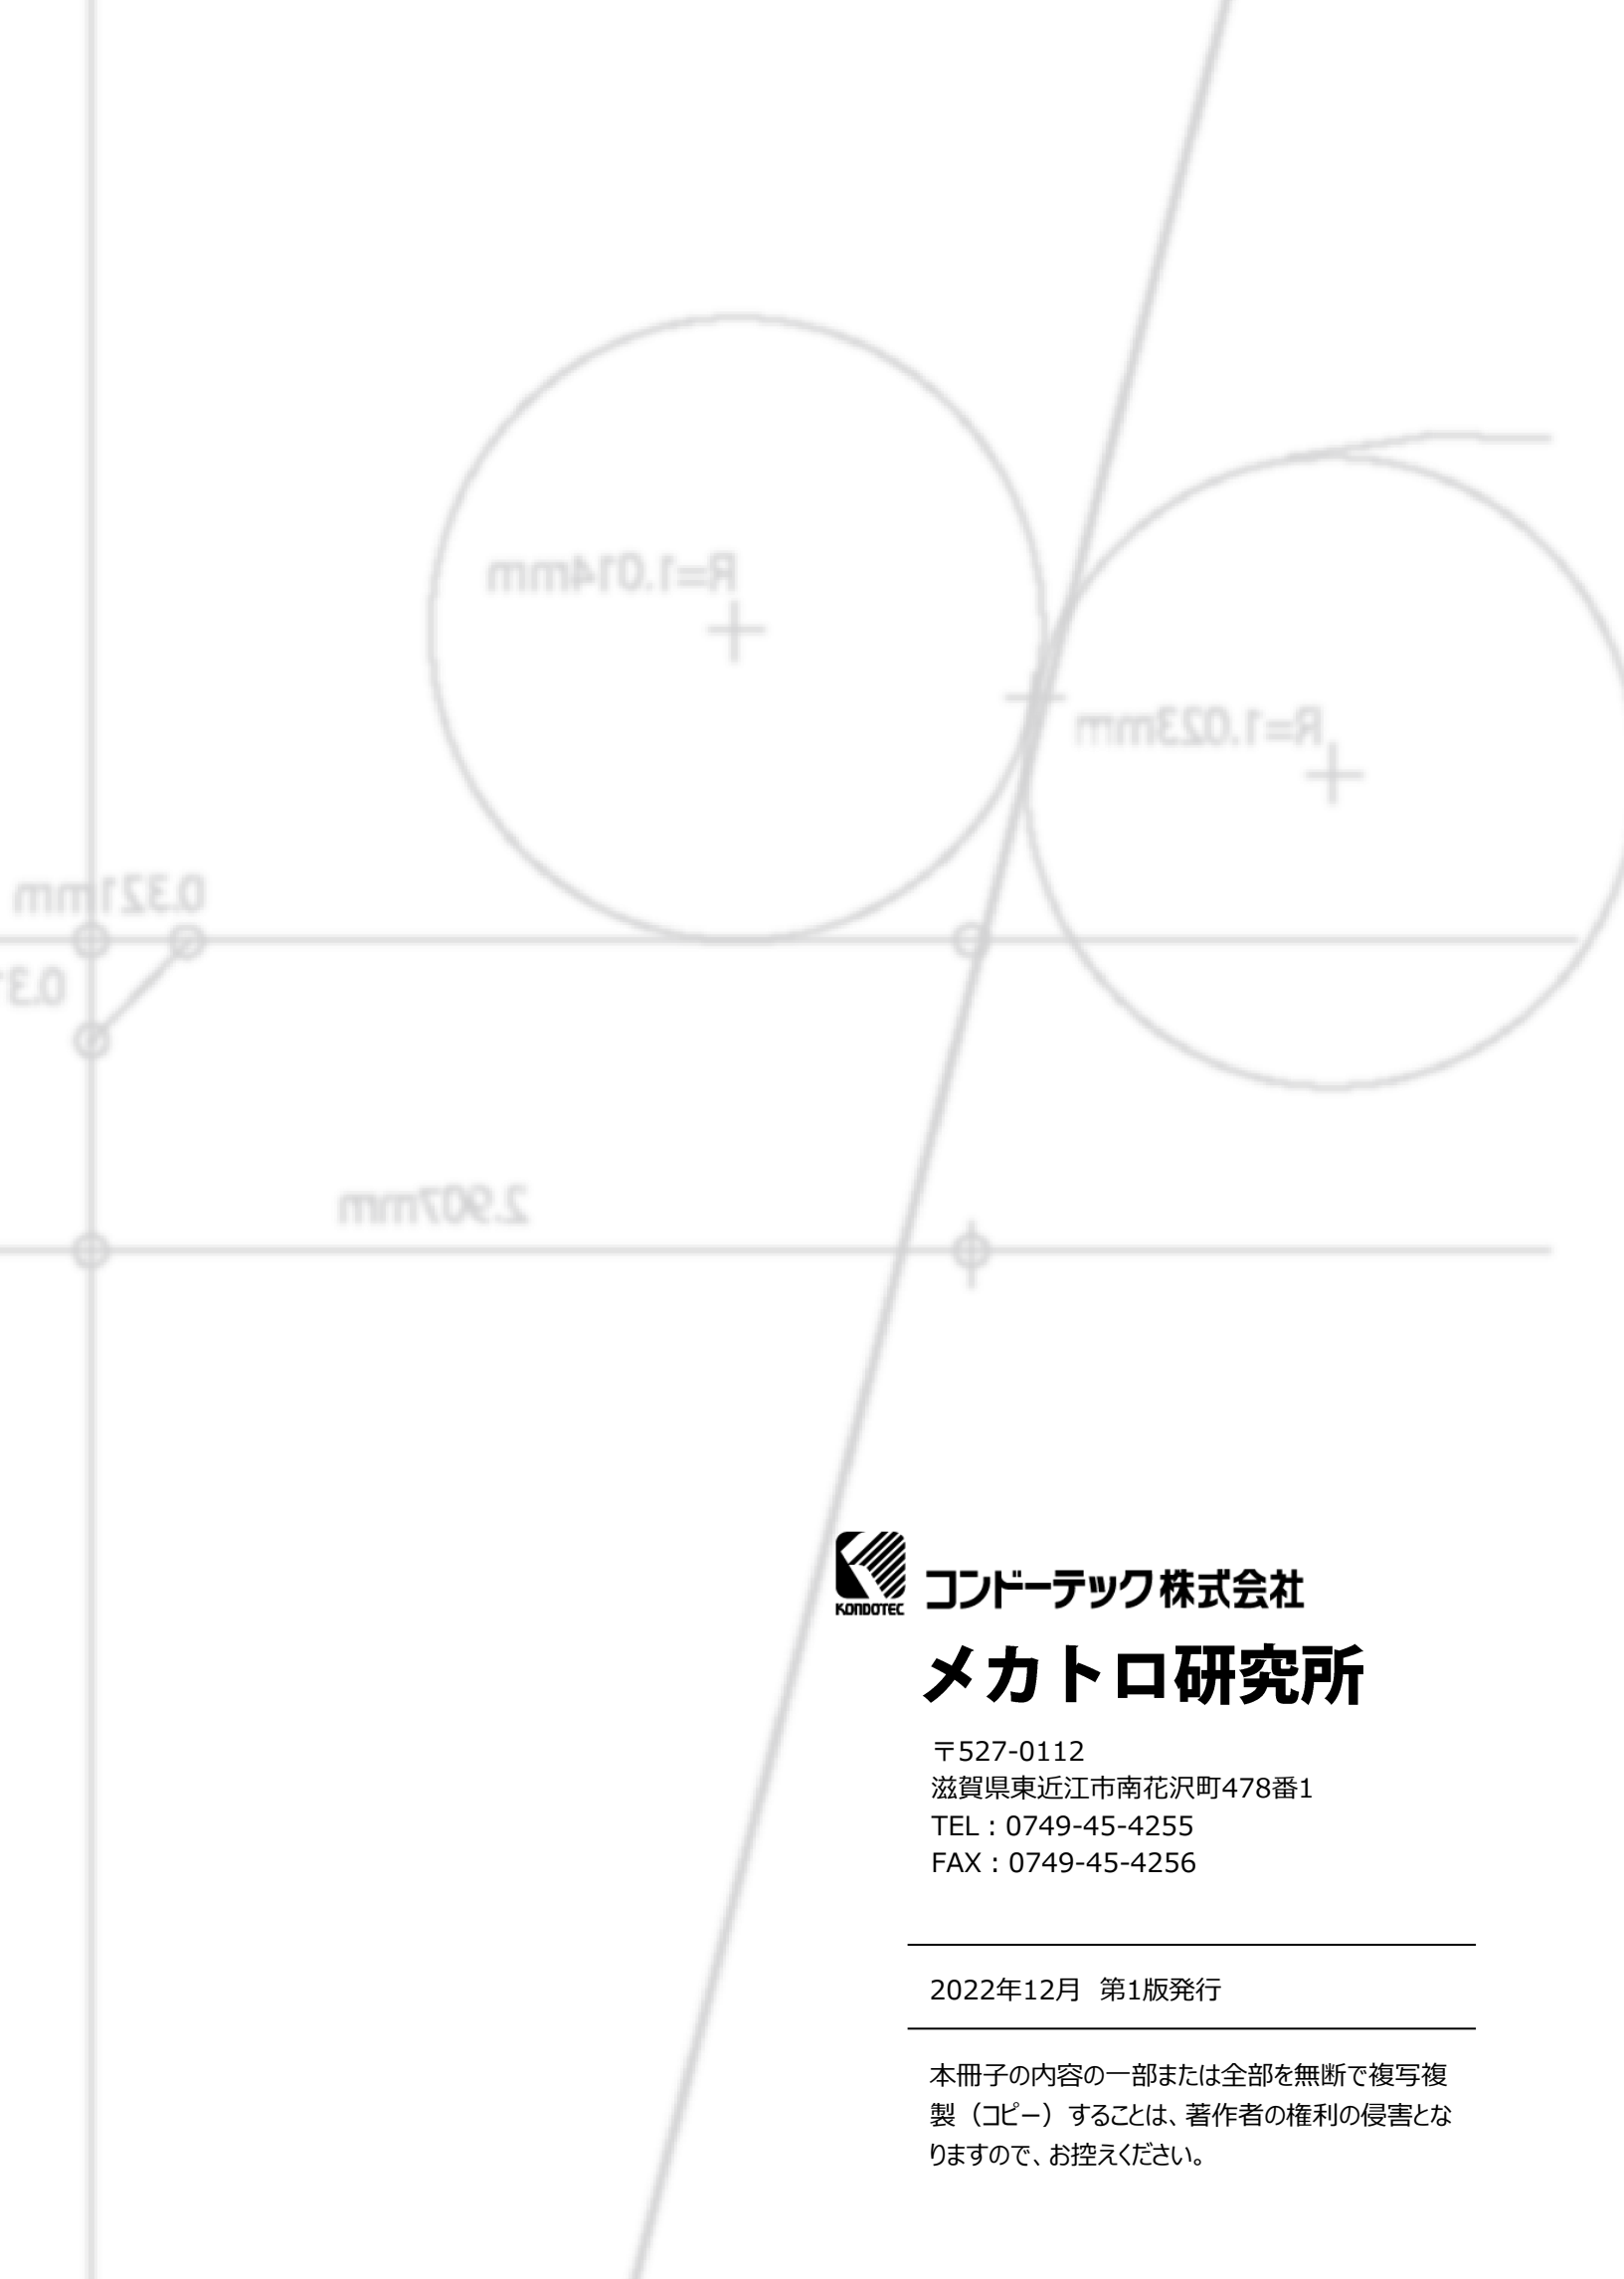 R=1.014mm
R=1.023mm
0.321mm
0.3
2.907mm
KONDOTEC
コンドーテック株式会社
メカトロ研究所
〒527-0112
滋賀県東近江市南花沢町478番1
TEL：0749-45-4255
FAX：0749-45-4256
2022年12月 第1版発行
本冊子の内容の一部または全部を無断で複写複
製（コピー）することは、著作者の権利の侵害とな
りますので、お控えください。